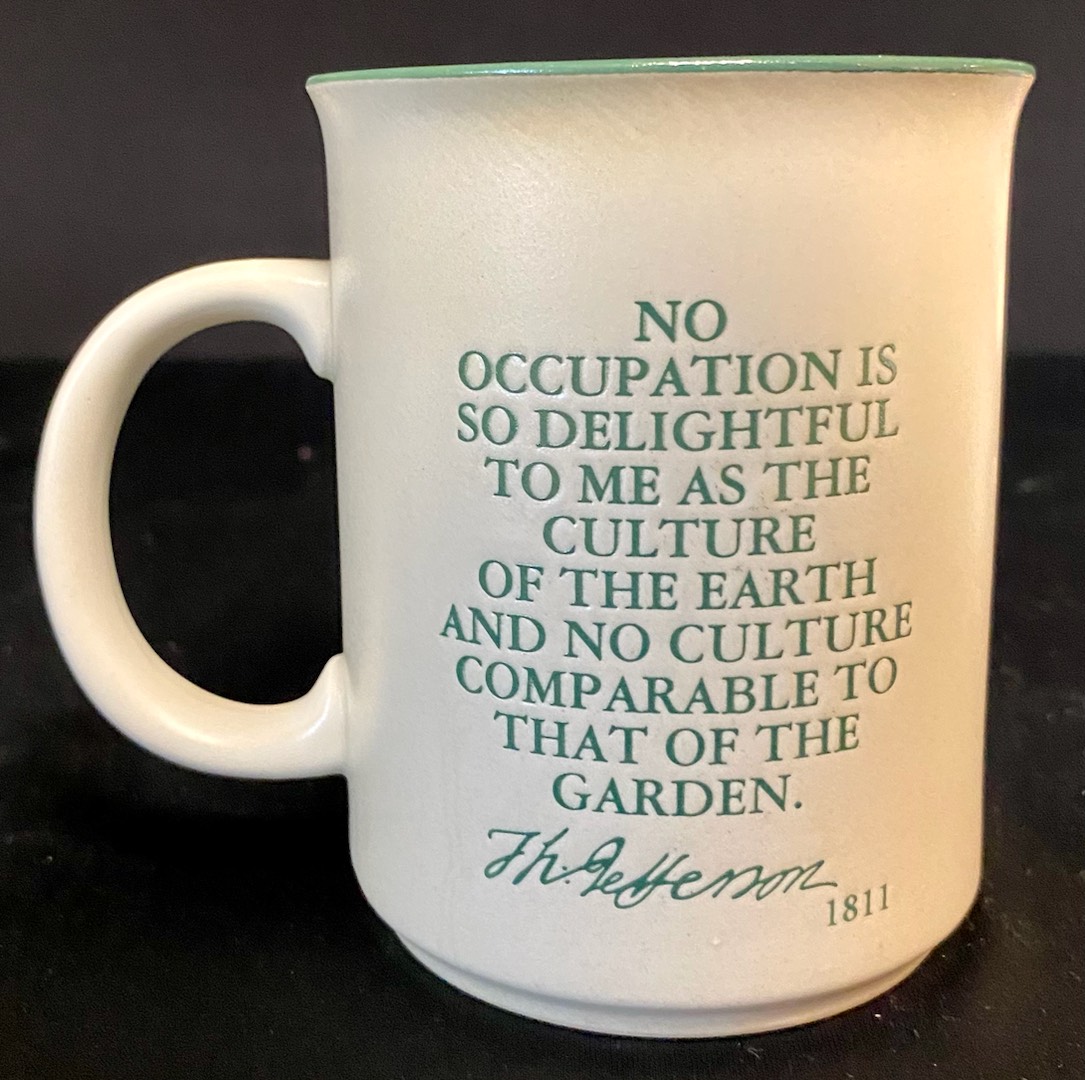 NO
OCCUPATION IS
SO DELIGHTFUL
TO ME AS THE
CULTURE
OF THE EARTH
AND NO CULTURE
COMPARABLE TO
THAT OF THE
GARDEN.
Th. Jefferson
1811